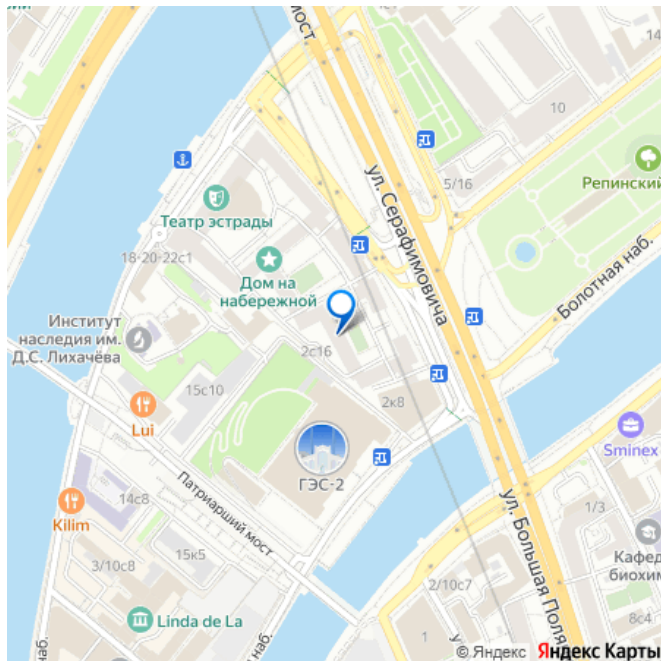 мост
14
10
ул. Серафимовича
5/16
Репинский
Театр эстрады
18-20-22с1
Дом на
набережной
Болотная наб.
Институт
наследия им.
Д.С. Лихачёва
2с16
15с10
2к8
Lui
Sminex
ГЭС-2
Патриарший мост
14с8
Kilim
ул. Большая Поля
1/3
15к5
3/10с8
Кафед
биохим
2/10с7
Linda de La
8с4
1
наб.
наб.
© Яндекс Яндекс Карты